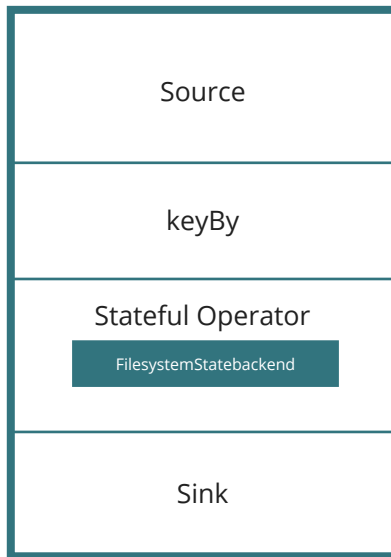 Source
keyBy
Stateful Operator
FilesystemStatebackend
Sink